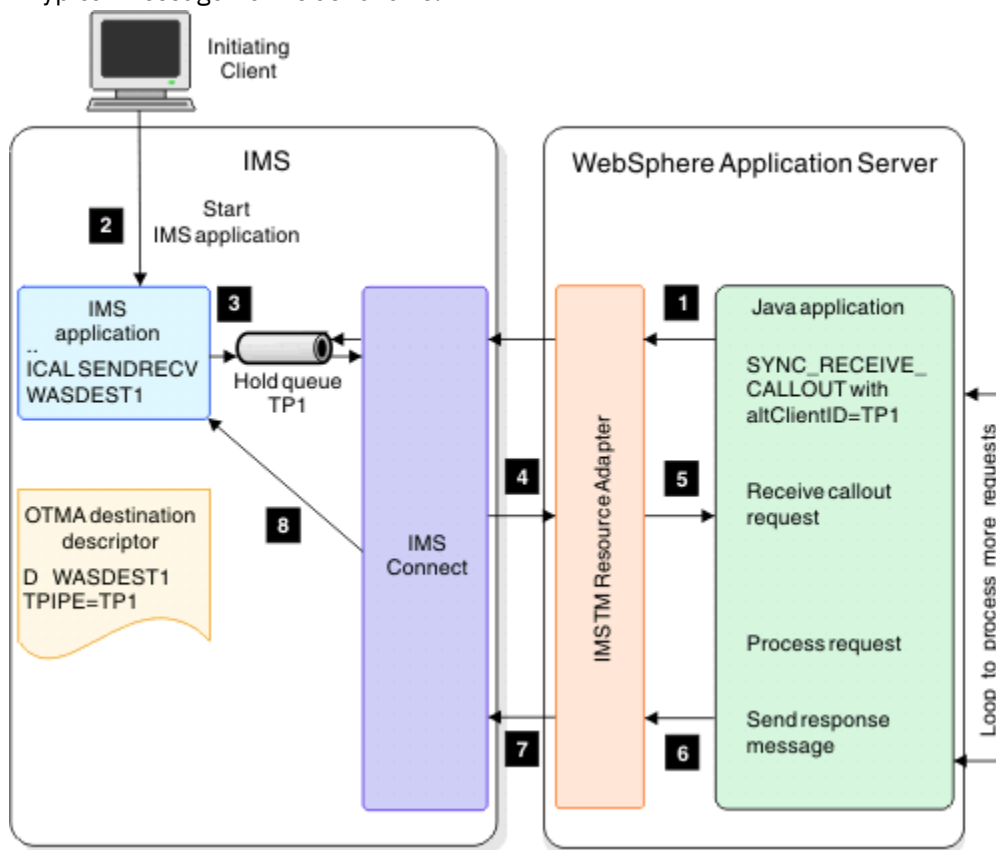 Initiating
Client
IMS
WebSphere Application Server
2
Start
IMS application
IMS
application
..
ICAL SENDRECV
WASDEST1
3
Hold queue
TP1
1
Java application
SYNC_RECEIVE_
CALLOUT with
altClientID=TP1
4
5
Receive callout
request
8
OTMA destination
descriptor
D WASDEST1
TPIPE=TP1
IMS
Connect
IMS TM Resource Adapter
Process request
7
6
Send response
message
Loop to process more requests